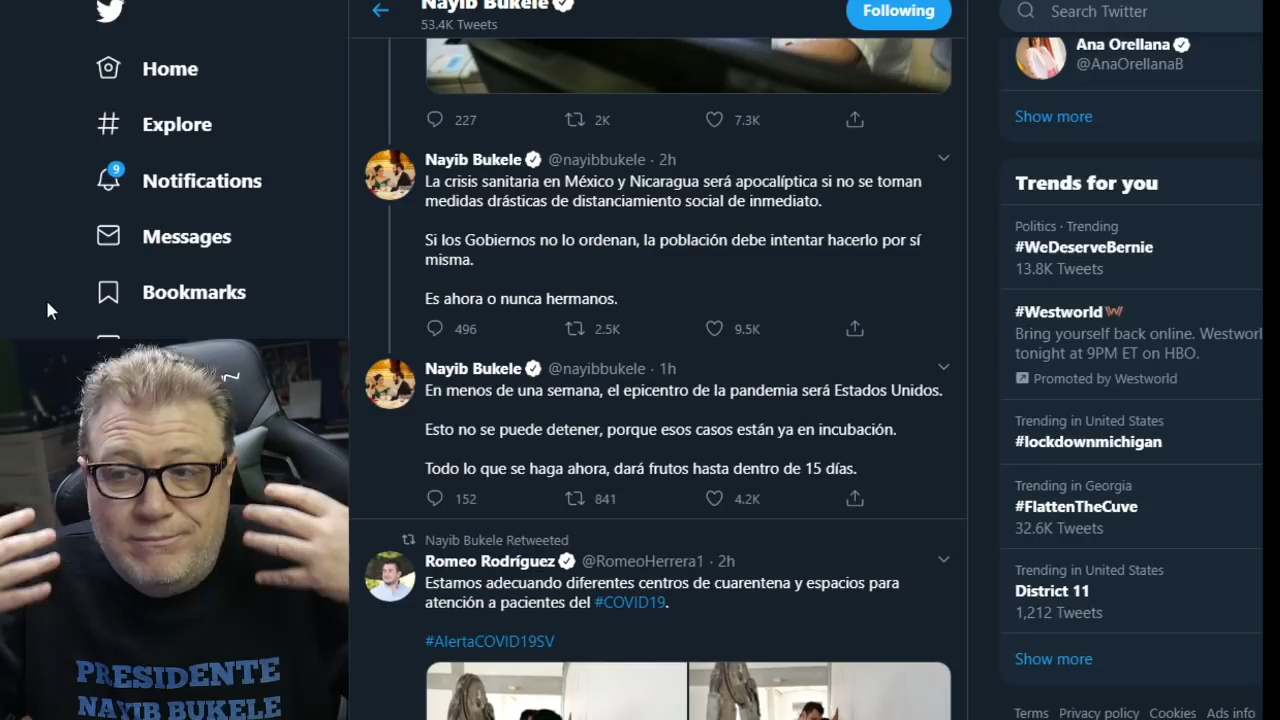 Nayib Bukele
53.4K Tweets
Following
Search Twitter
Home
Explore
9
Notifications
Messages
Bookmarks
227 2K 7.3K
Nayib Bukele @nayibbukele · 2h
La crisis sanitaria en México y Nicaragua será apocalíptica si no se toman
medidas drásticas de distanciamiento social de inmediato.
Si los Gobiernos no lo ordenan, la población debe intentar hacerlo por sí
misma.
Es ahora o nunca hermanos.
496 2.5K 9.5K
Nayib Bukele @nayibbukele · 1h
En menos de una semana, el epicentro de la pandemia será Estados Unidos.
Esto no se puede detener, porque esos casos están ya en incubación.
Todo lo que se haga ahora, dará frutos hasta dentro de 15 días.
152 841 4.2K
Nayib Bukele Retweeted
Romeo Rodríguez @RomeoHerrera1 · 2h
Estamos adecuando diferentes centros de cuarentena y espacios para
atención a pacientes del #COVID19.
#AlertaCOVID19SV
Ana Orellana
@AnaOrellanaB
Show more
Trends for you
Politics · Trending
#WeDeserveBernie
13.8K Tweets
#Westworld
Bring yourself back online. Westworl
tonight at 9PM ET on HBO.
Promoted by Westworld
Trending in United States
#lockdownmichigan
Trending in Georgia
#FlattenTheCuve
32.6K Tweets
Trending in United States
District 11
1,212 Tweets
Show more
Terms Privacy policy Cookies Ads info
PRESIDENTE
NAYIB BUKELE